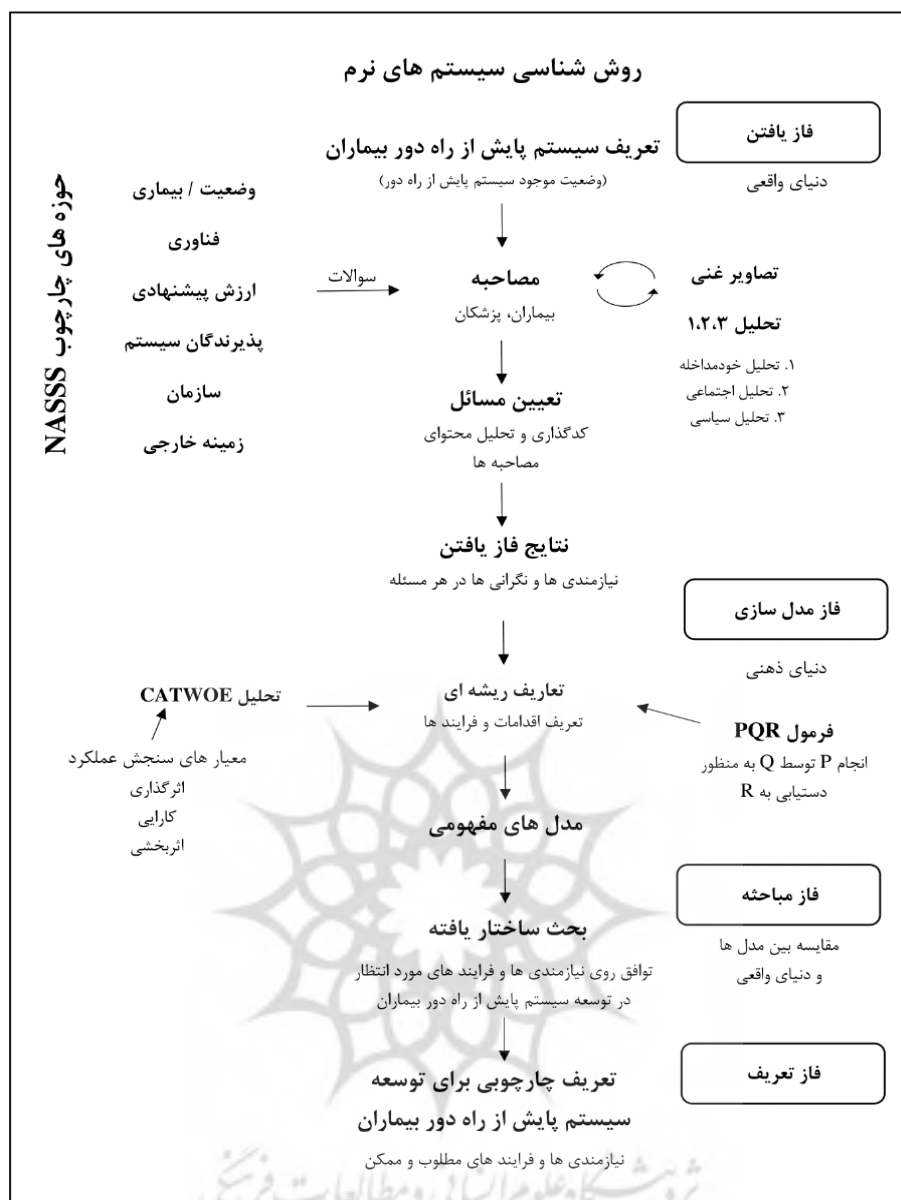 روش شناسی سیستم های نرم
فاز یافتن
دنیای واقعی
تعریف سیستم پایش از راه دور بیماران
(وضعیت موجود سیستم پایش از راه دور)
حوزه های چارچوب NASSS
وضعیت / بیماری
فناوری
ارزش پیشنهادی
پذیرندگان سیستم
سازمان
زمینه خارجی
سوالات
مصاحبه
بیماران، پزشکان
تصاویر غنی
تحلیل ۱،۲،۳
۱. تحلیل خودمداخله
۲. تحلیل اجتماعی
۳. تحلیل سیاسی
تعیین مسائل
کدگذاری و تحلیل محتوای
مصاحبه ها
نتایج فاز یافتن
نیازمندی ها و نگرانی ها در هر مسئله
فاز مدل سازی
دنیای ذهنی
تعاریف ریشه ای
تعریف اقدامات و فرایند ها
فرمول PQR
انجام P توسط Q به منظور
دستیابی به R
تحلیل CATWOE
معیار های سنجش عملکرد
اثرگذاری
کارایی
اثربخشی
مدل های مفهومی
فاز مباحثه
مقایسه بین مدل ها
و دنیای واقعی
بحث ساختار یافته
توافق روی نیازمندی ها و فرایند های مورد انتظار
در توسعه سیستم پایش از راه دور بیماران
فاز تعریف
تعریف چارچوبی برای توسعه
سیستم پایش از راه دور بیماران
نیازمندی ها و فرایند های مطلوب و ممکن
پژوهشگاه علوم انسانی و مطالعات فرهنگی